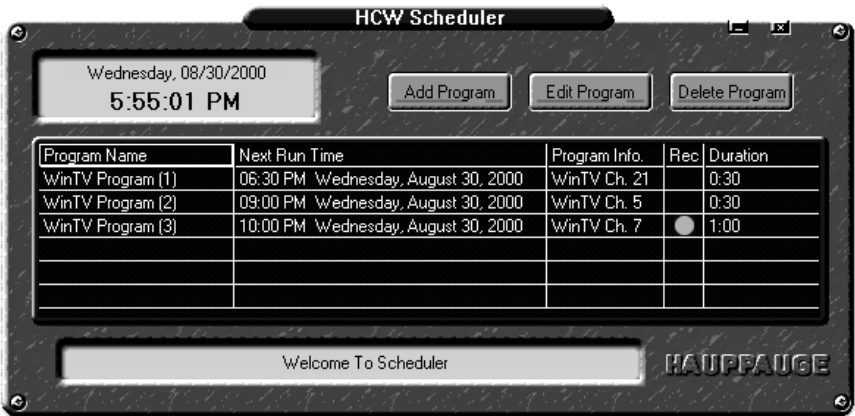 HCW Scheduler
Wednesday, 08/30/2000
5:55:01 PM
Add Program
Edit Program
Delete Program
Program Name Next Run Time Program Info. Rec Duration
WinTV Program (1) 06:30 PM Wednesday, August 30, 2000 WinTV Ch. 21 0:30
WinTV Program (2) 09:00 PM Wednesday, August 30, 2000 WinTV Ch. 5 0:30
WinTV Program (3) 10:00 PM Wednesday, August 30, 2000 WinTV Ch. 7 1:00
Welcome To Scheduler
HAUPPAUGE